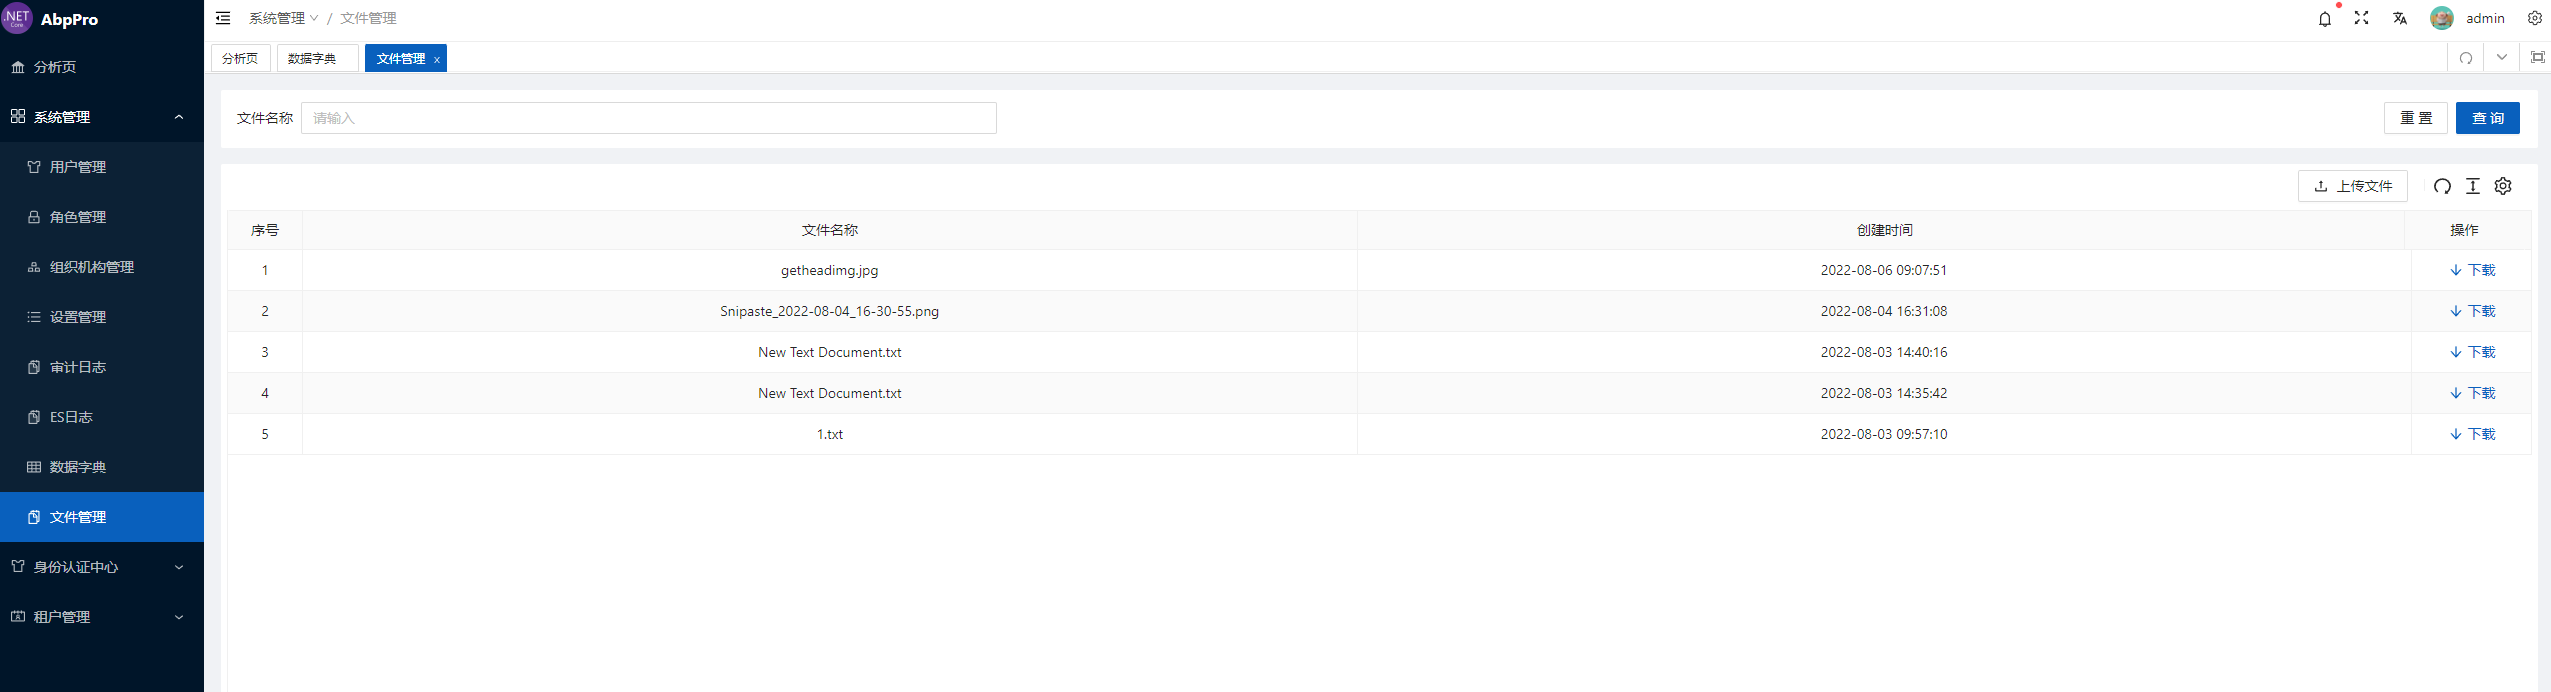 .NET Core
AbpPro
分析页
系统管理
用户管理
角色管理
组织机构管理
设置管理
审计日志
ES日志
数据字典
文件管理
身份认证中心
租户管理
系统管理 / 文件管理
admin
分析页 数据字典 文件管理 x
文件名称 请输入 重置 查询
上传文件
序号 文件名称 创建时间 操作
1 getheadimg.jpg 2022-08-06 09:07:51 下载
2 Snipaste_2022-08-04_16-30-55.png 2022-08-04 16:31:08 下载
3 New Text Document.txt 2022-08-03 14:40:16 下载
4 New Text Document.txt 2022-08-03 14:35:42 下载
5 1.txt 2022-08-03 09:57:10 下载